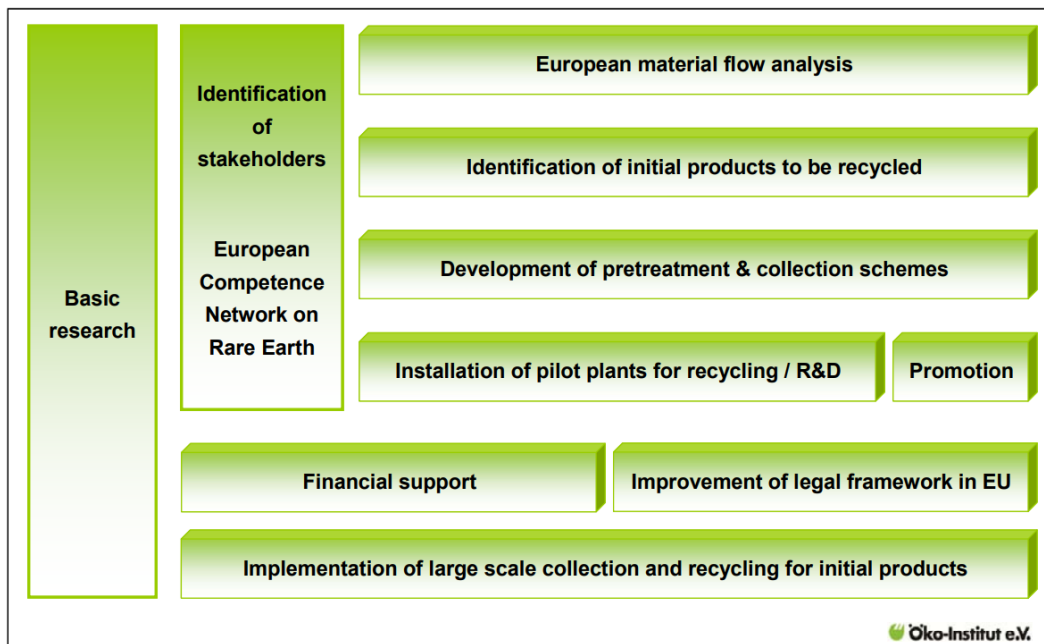 Basic
research
Identification
of
stakeholders
European
Competence
Network on
Rare Earth
European material flow analysis
Identification of initial products to be recycled
Development of pretreatment & collection schemes
Installation of pilot plants for recycling / R&D
Promotion
Financial support
Improvement of legal framework in EU
Implementation of large scale collection and recycling for initial products
Öko-Institut e.V.